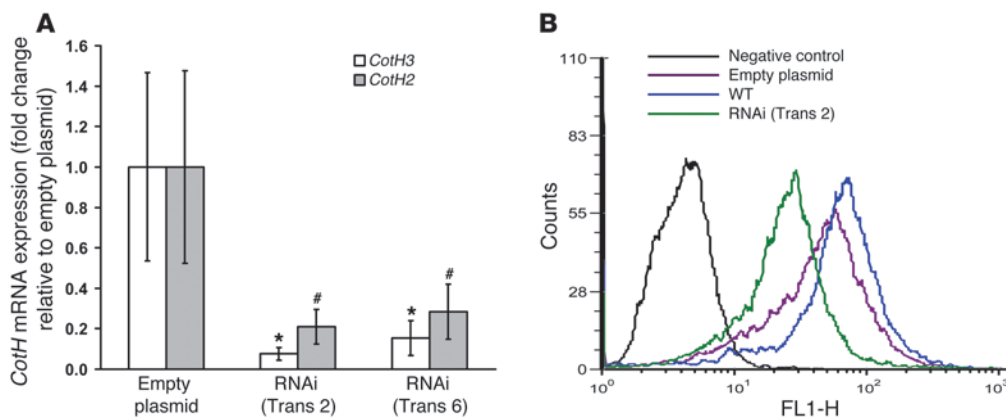 A
CotH mRNA expression (fold change
relative to empty plasmid)
1.6
1.4
1.2
1.0
0.8
0.6
0.4
0.2
0
CotH3
CotH2
*
#
*
#
Empty
plasmid
RNAi
(Trans 2)
RNAi
(Trans 6)
B
Negative control
Empty plasmid
WT
RNAi (Trans 2)
Counts
110
83
55
28
0
10⁰
10¹
10²
10³
FL1-H